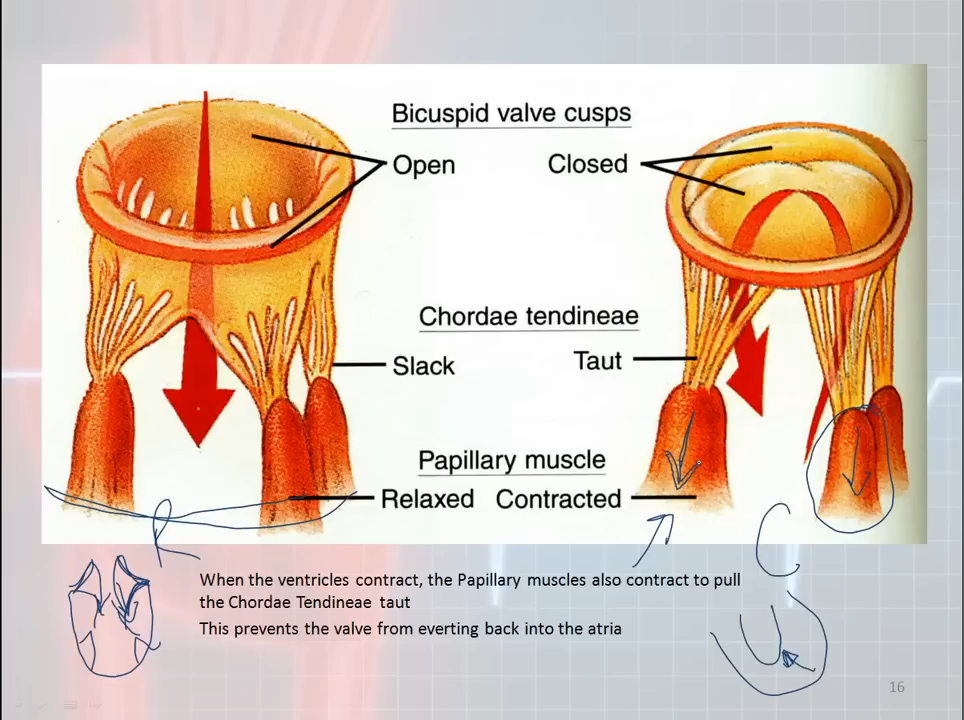 Bicuspid valve cusps
Open Closed
Chordae tendineae
Slack Taut
Papillary muscle
Relaxed Contracted
R C
When the ventricles contract, the Papillary muscles also contract to pull
the Chordae Tendineae taut
This prevents the valve from everting back into the atria
16